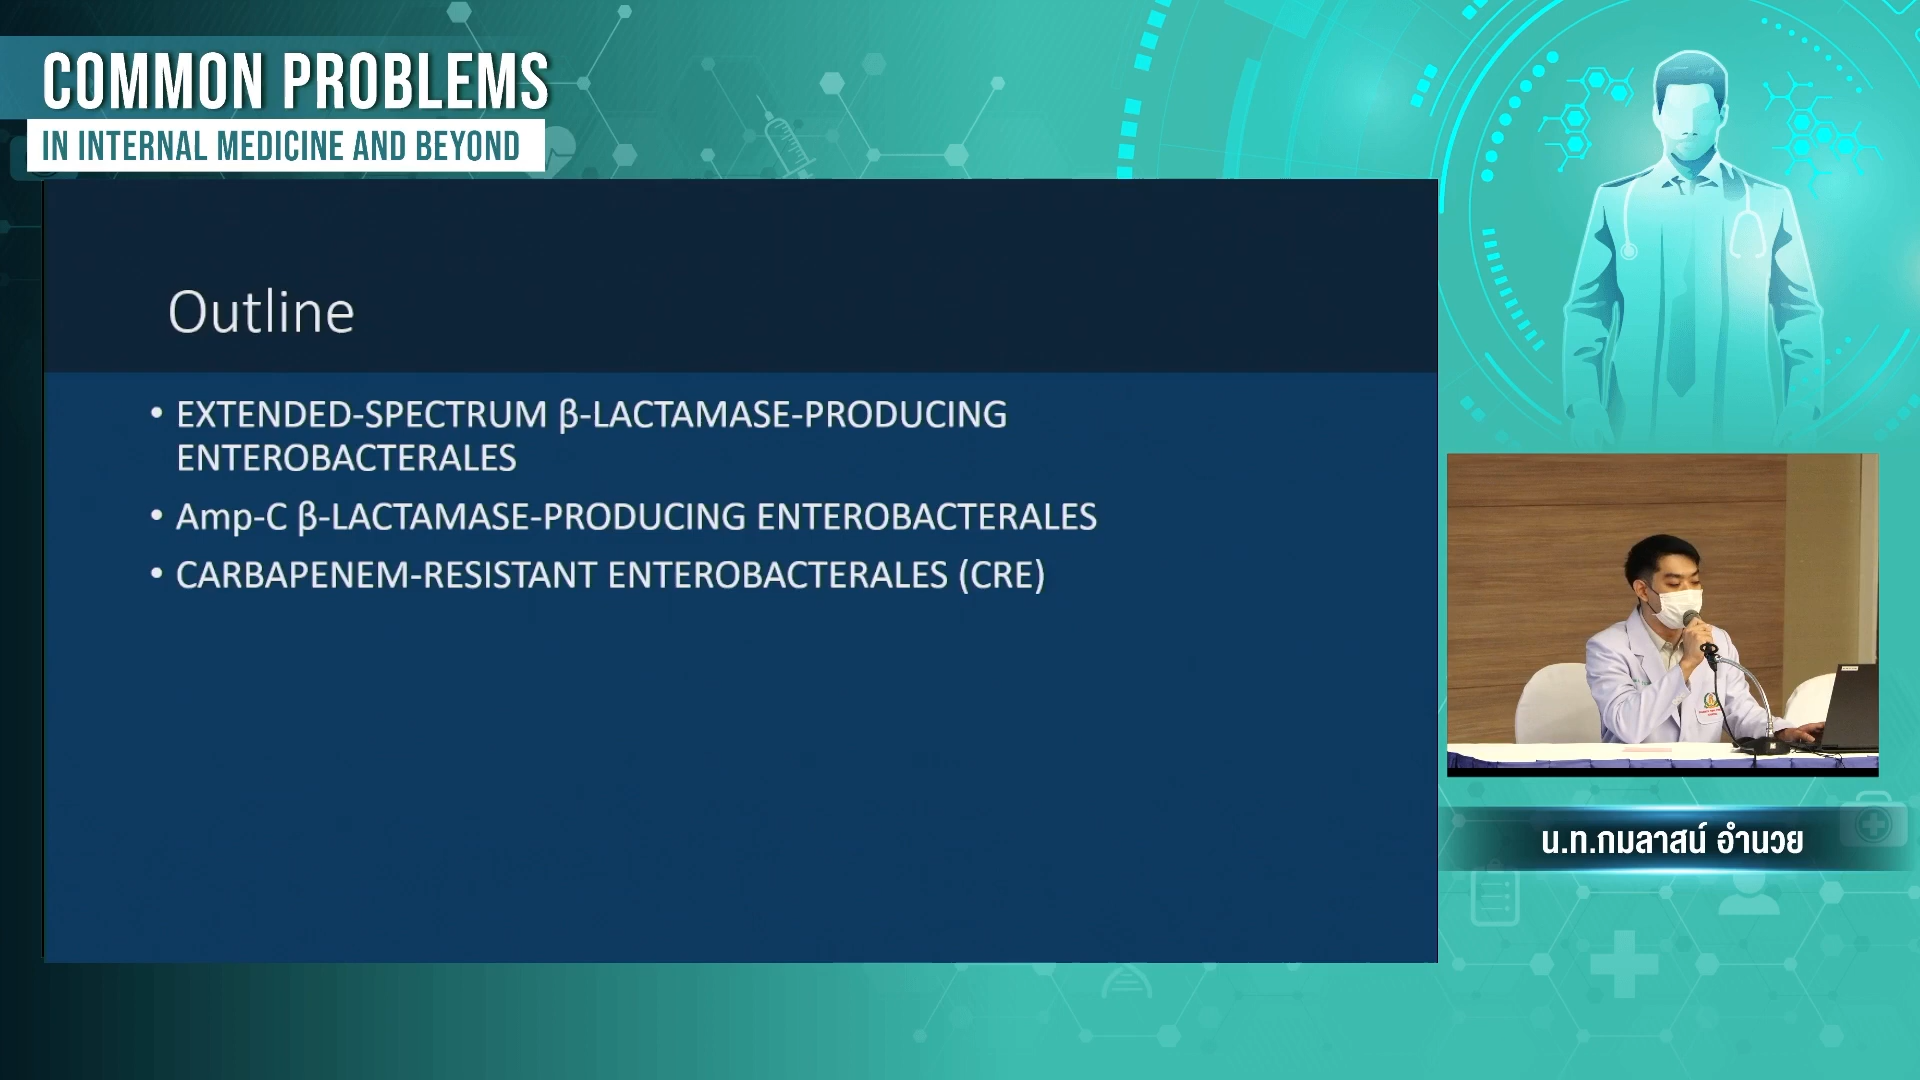 COMMON PROBLEMS
IN INTERNAL MEDICINE AND BEYOND
Outline
• EXTENDED-SPECTRUM β-LACTAMASE-PRODUCING
ENTEROBACTERALES
• Amp-C β-LACTAMASE-PRODUCING ENTEROBACTERALES
• CARBAPENEM-RESISTANT ENTEROBACTERALES (CRE)
น.ท.กมลาสน์ อำนวย